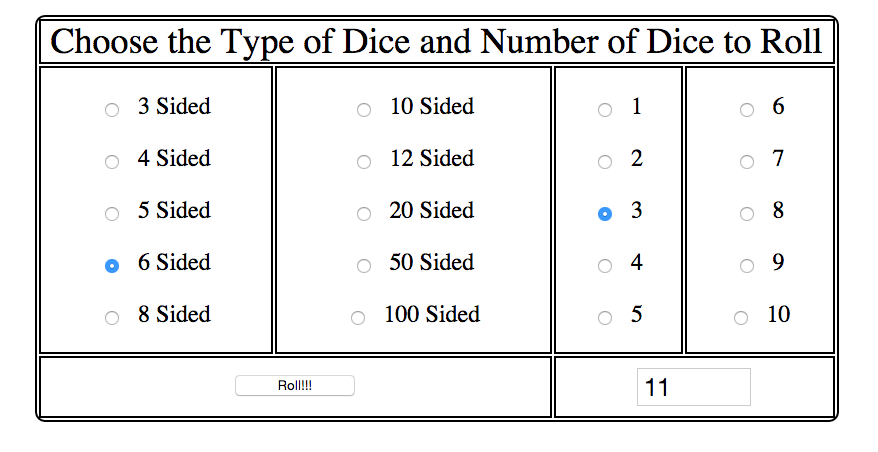 Choose the Type of Dice and Number of Dice to Roll
3 Sided
4 Sided
5 Sided
6 Sided
8 Sided
10 Sided
12 Sided
20 Sided
50 Sided
100 Sided
1
2
3
4
5
6
7
8
9
10
Roll!!!
11